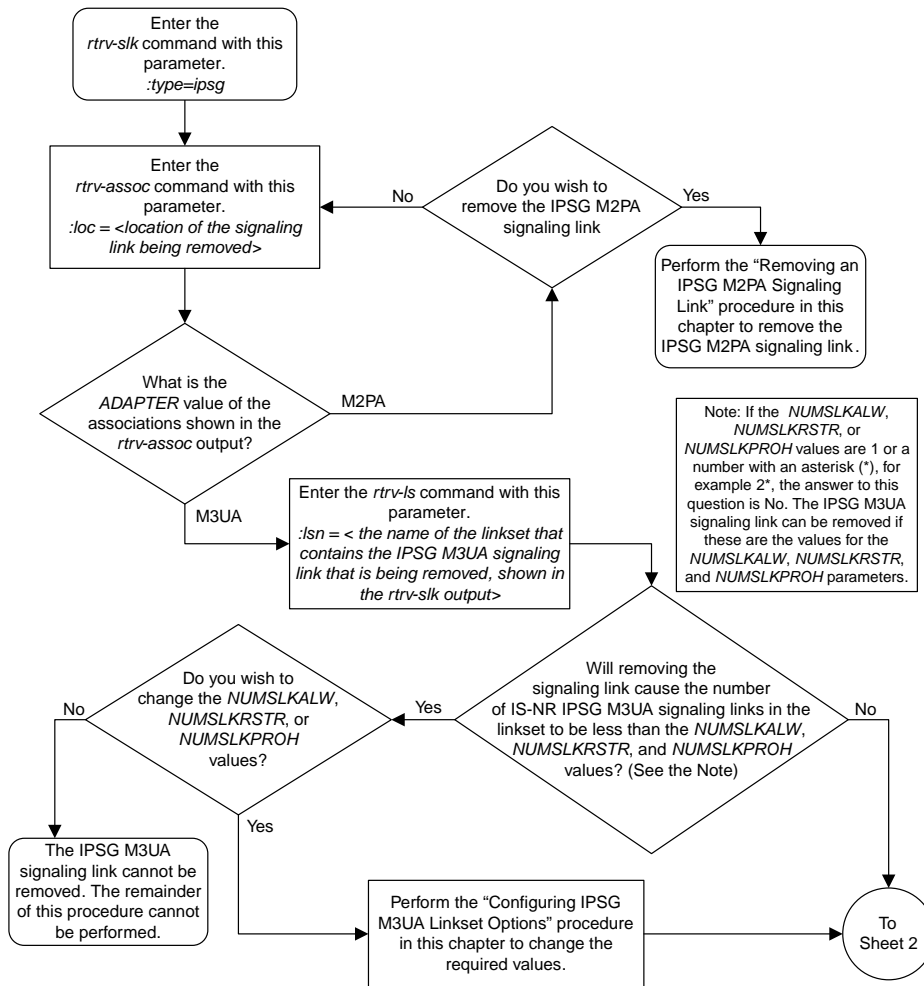 Enter the
rtrv-slk command with this
parameter.
:type=ipsg
Enter the
rtrv-assoc command with this
parameter.
:loc = <location of the signaling
link being removed>
No
Do you wish to
remove the IPSG M2PA
signaling link
Yes
Perform the “Removing an
IPSG M2PA Signaling
Link” procedure in this
chapter to remove the
IPSG M2PA signaling link.
What is the
ADAPTER value of the
associations shown in the
rtrv-assoc output?
M2PA
M3UA
Note: If the NUMSLKALW,
NUMSLKRSTR, or
NUMSLKPROH values are 1 or a
number with an asterisk (*), for
example 2*, the answer to this
question is No. The IPSG M3UA
signaling link can be removed if
these are the values for the
NUMSLKALW, NUMSLKRSTR,
and NUMSLKPROH parameters.
Enter the rtrv-ls command with this
parameter.
:lsn = < the name of the linkset that
contains the IPSG M3UA signaling
link that is being removed, shown in
the rtrv-slk output>
Will removing the
signaling link cause the number
of IS-NR IPSG M3UA signaling links in the
linkset to be less than the NUMSLKALW,
NUMSLKRSTR, and NUMSLKPROH
values? (See the Note)
Yes
No
Do you wish to
change the NUMSLKALW,
NUMSLKRSTR, or
NUMSLKPROH
values?
No
Yes
The IPSG M3UA
signaling link cannot be
removed. The remainder
of this procedure cannot
be performed.
Perform the “Configuring IPSG
M3UA Linkset Options” procedure
in this chapter to change the
required values.
To
Sheet 2